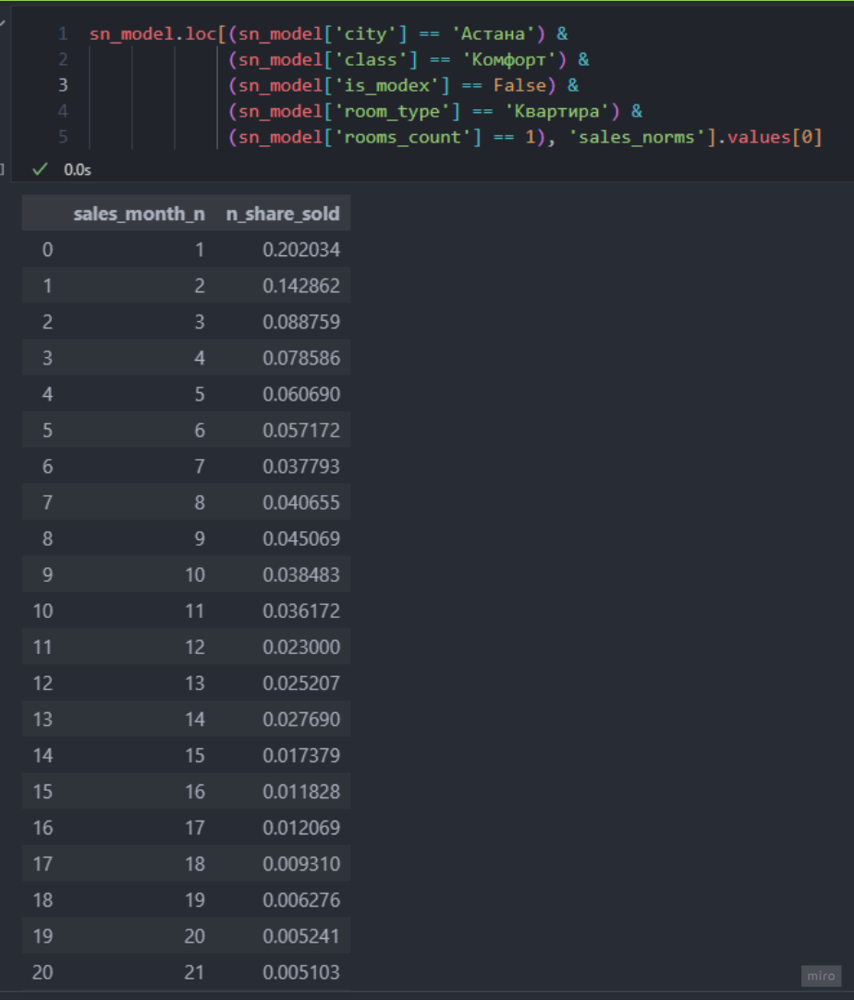 1 sn_model.loc[(sn_model['city'] == 'Астана') &
2 (sn_model['class'] == 'Комфорт') &
3 (sn_model['is_modex'] == False) &
4 (sn_model['room_type'] == 'Квартира') &
5 (sn_model['rooms_count'] == 1), 'sales_norms'].values[0]
] ✓ 0.0s
sales_month_n n_share_sold
0 1 0.202034
1 2 0.142862
2 3 0.088759
3 4 0.078586
4 5 0.060690
5 6 0.057172
6 7 0.037793
7 8 0.040655
8 9 0.045069
9 10 0.038483
10 11 0.036172
11 12 0.023000
12 13 0.025207
13 14 0.027690
14 15 0.017379
15 16 0.011828
16 17 0.012069
17 18 0.009310
18 19 0.006276
19 20 0.005241
20 21 0.005103
miro